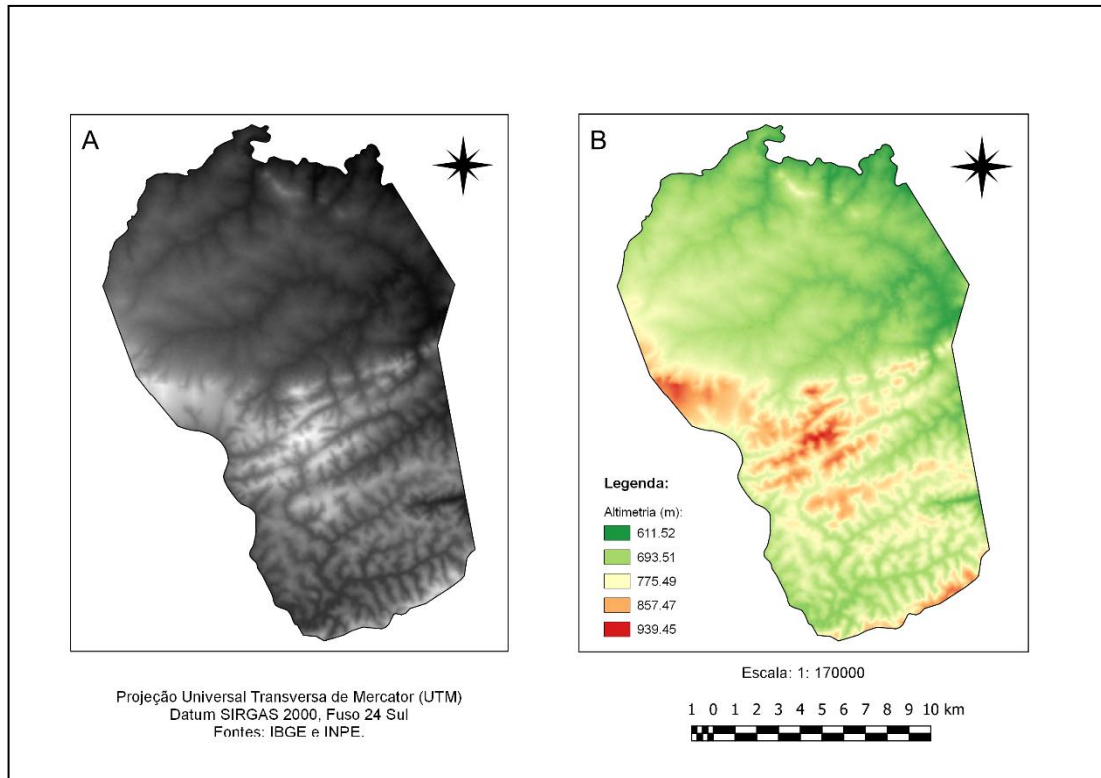 A
B
Legenda:
Altimetria (m):
611.52
693.51
775.49
857.47
939.45
Projeção Universal Transversa de Mercator (UTM)
Datum SIRGAS 2000, Fuso 24 Sul
Fontes: IBGE e INPE.
Escala: 1: 170000
1 0 1 2 3 4 5 6 7 8 9 10 km